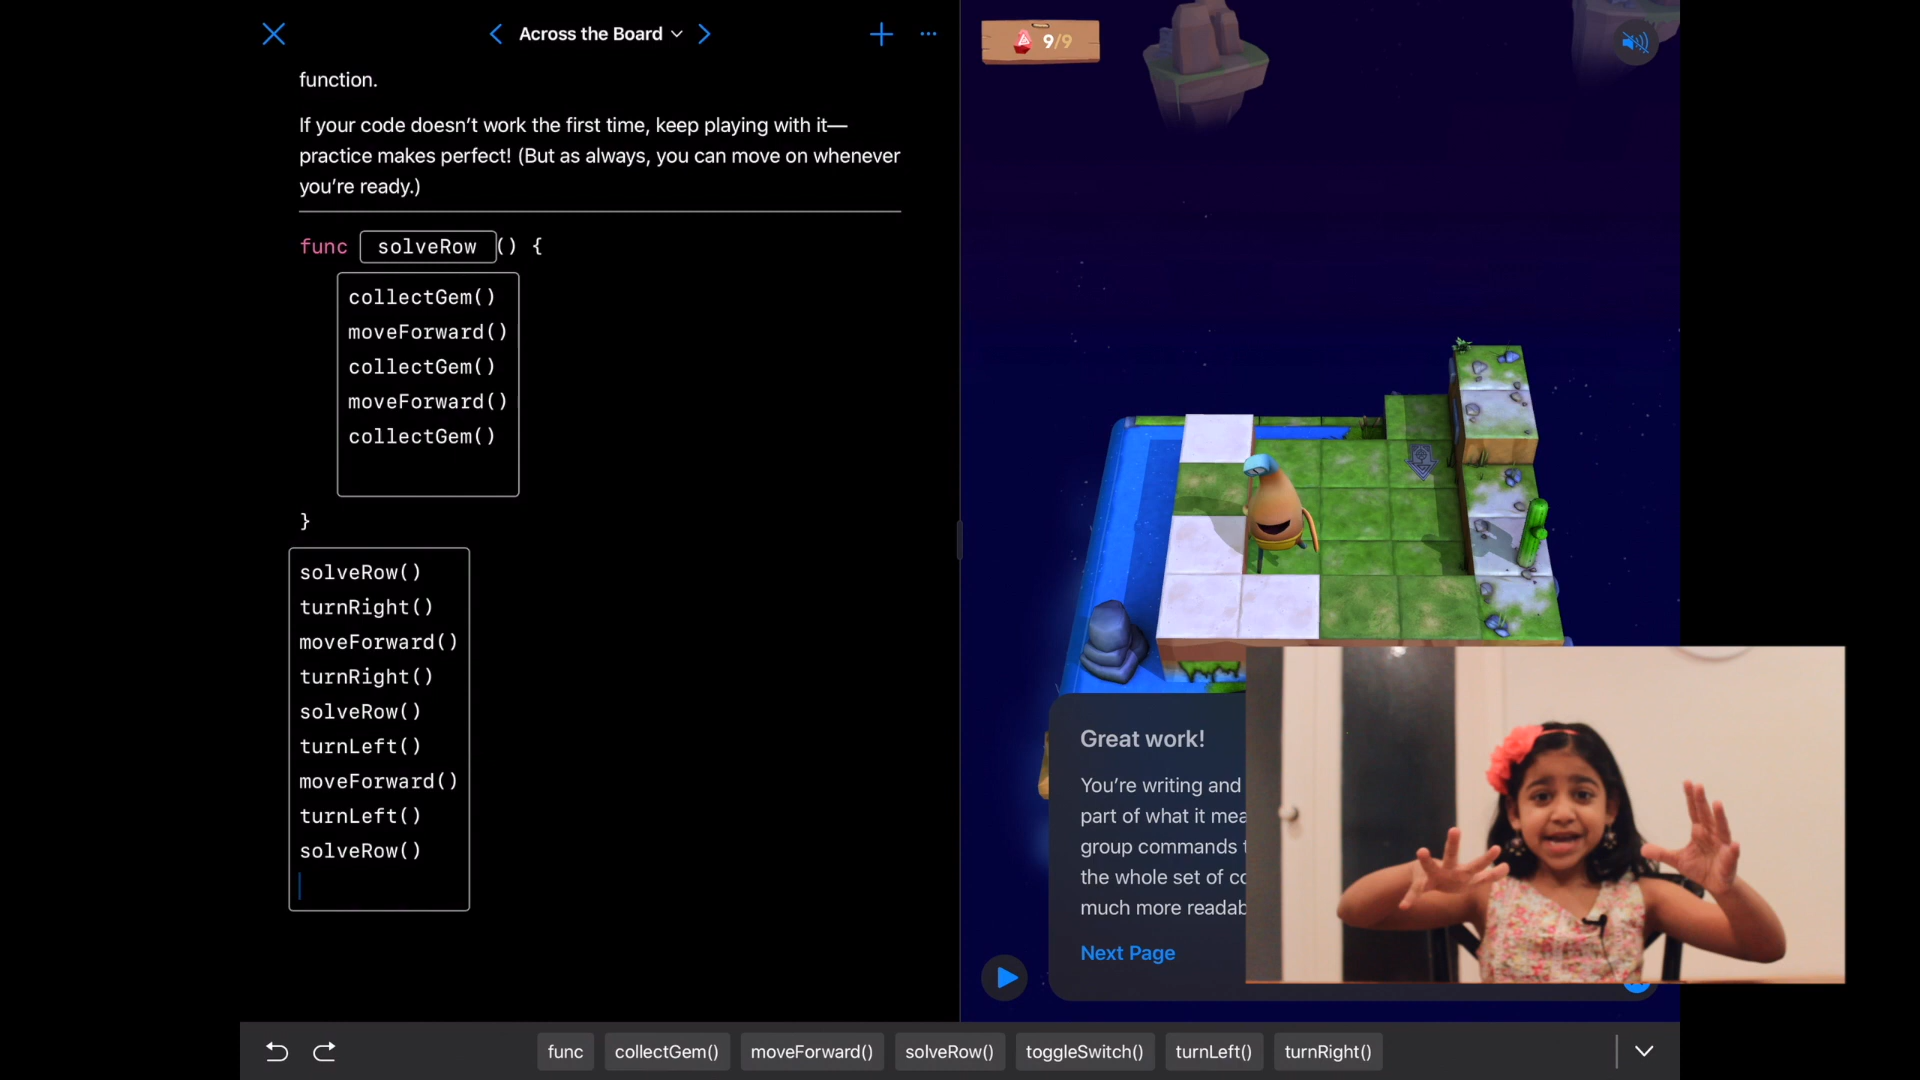 Across the Board
9/9
function.
If your code doesn’t work the first time, keep playing with it—
practice makes perfect! (But as always, you can move on whenever
you’re ready.)
func solveRow () {
collectGem()
moveForward()
collectGem()
moveForward()
collectGem()
}
solveRow()
turnRight()
moveForward()
turnRight()
solveRow()
turnLeft()
moveForward()
turnLeft()
solveRow()
Great work!
You’re writing and
part of what it
group commands
the whole set of
much more
Next Page
func collectGem() moveForward() solveRow() toggleSwitch() turnLeft() turnRight()